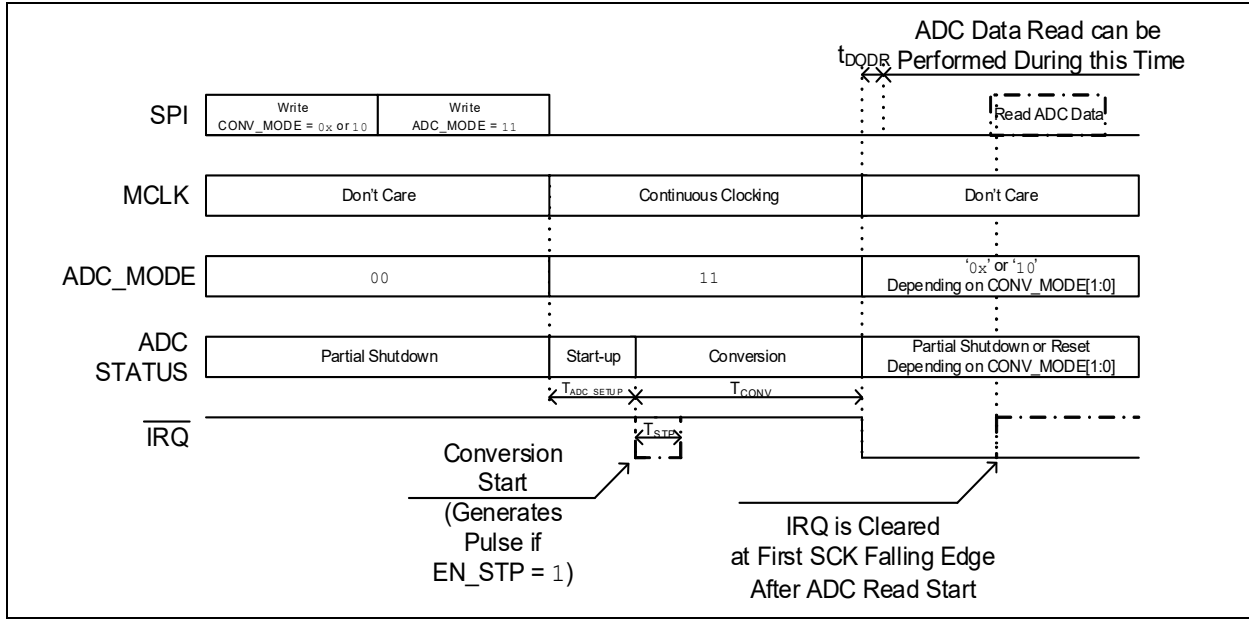 ADC Data Read can be
tDODR Performed During this Time
SPI
Write
CONV_MODE = 0x or 10
Write
ADC_MODE = 11
Read ADC Data
MCLK
Don't Care
Continuous Clocking
Don't Care
ADC_MODE
00
11
'0x' or '10'
Depending on CONV_MODE[1:0]
ADC
STATUS
Partial Shutdown
Start-up
Conversion
Partial Shutdown or Reset
Depending on CONV_MODE[1:0]
TADC_SETUP
TCONV
IRQ
TSTP
Conversion
Start
(Generates
Pulse if
EN_STP = 1)
IRQ is Cleared
at First SCK Falling Edge
After ADC Read Start